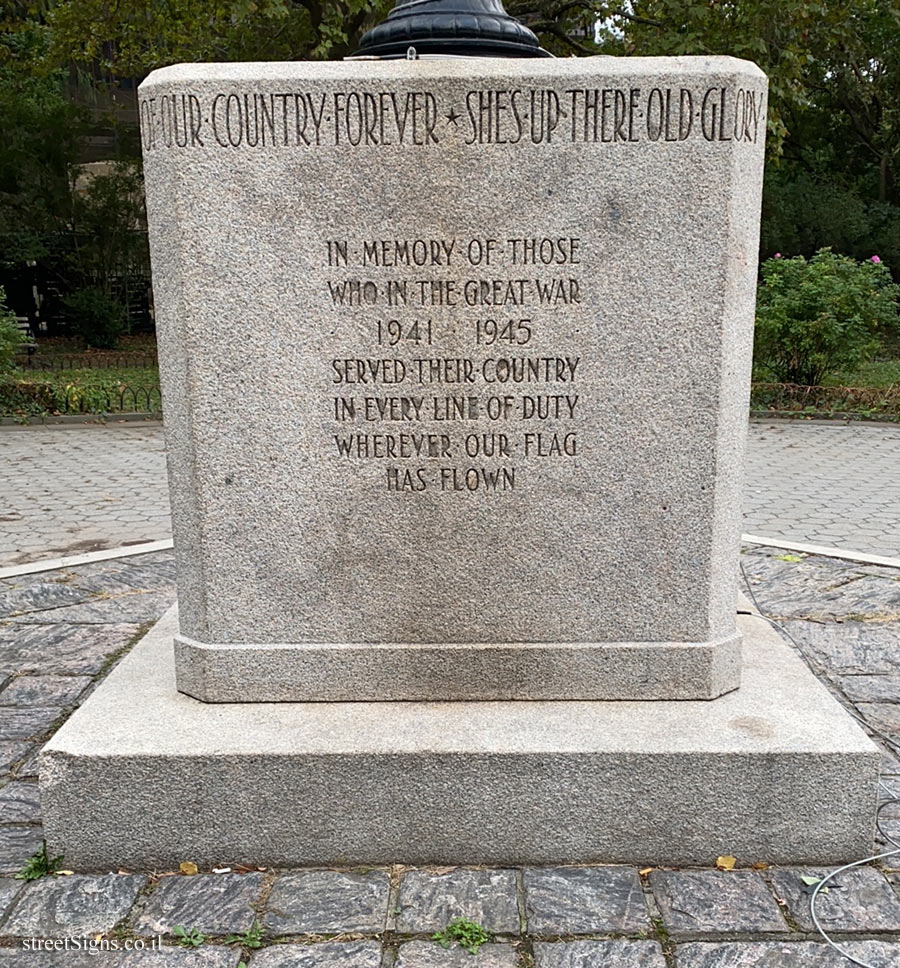 OF·OUR·COUNTRY·FOREVER★SHE'S·UP·THERE·OLD·GLORY·
IN·MEMORY·OF·THOSE
WHO·IN·THE·GREAT·WAR
1941 1945
SERVED·THEIR·COUNTRY
IN·EVERY·LINE·OF·DUTY
WHEREVER·OUR·FLAG
HAS·FLOWN
streetSigns.co.il